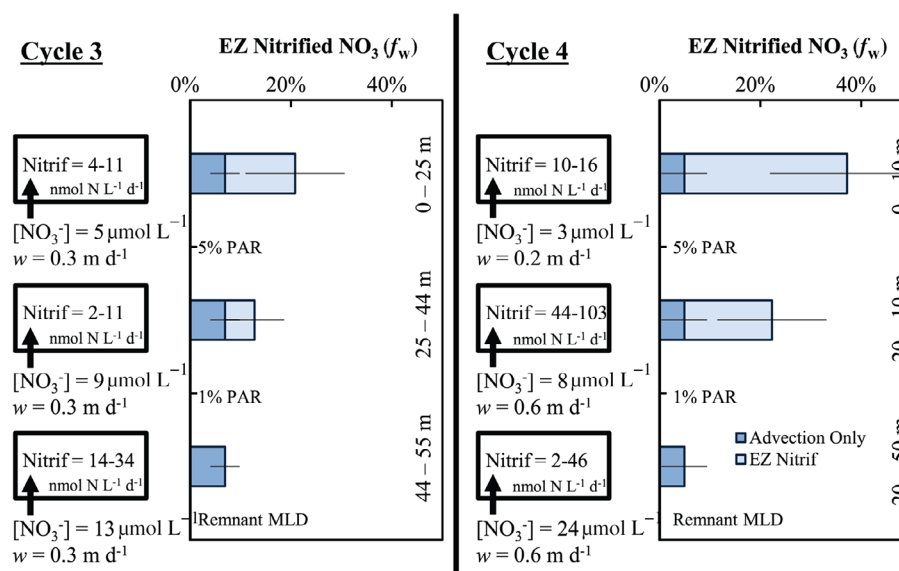 Cycle 3
EZ Nitrified NO₃ (f_w)
0% 20% 40%
Nitrif = 4-11
nmol N L⁻¹ d⁻¹
[NO₃⁻] = 5 µmol L⁻¹
w = 0.3 m d⁻¹
0 – 25 m
5% PAR
Nitrif = 2-11
nmol N L⁻¹ d⁻¹
[NO₃⁻] = 9 µmol L⁻¹
w = 0.3 m d⁻¹
25 – 44 m
1% PAR
Nitrif = 14-34
nmol N L⁻¹ d⁻¹
[NO₃⁻] = 13 µmol L⁻¹
w = 0.3 m d⁻¹
44 – 55 m
Remnant MLD
Cycle 4
EZ Nitrified NO₃ (f_w)
0% 20% 40%
Nitrif = 10-16
nmol N L⁻¹ d⁻¹
[NO₃⁻] = 3 µmol L⁻¹
w = 0.2 m d⁻¹
10 m
5% PAR
Nitrif = 44-103
nmol N L⁻¹ d⁻¹
[NO₃⁻] = 8 µmol L⁻¹
w = 0.6 m d⁻¹
10 m
1% PAR
Advection Only
EZ Nitrif
Nitrif = 2-46
nmol N L⁻¹ d⁻¹
[NO₃⁻] = 24 µmol L⁻¹
w = 0.6 m d⁻¹
50 m
Remnant MLD